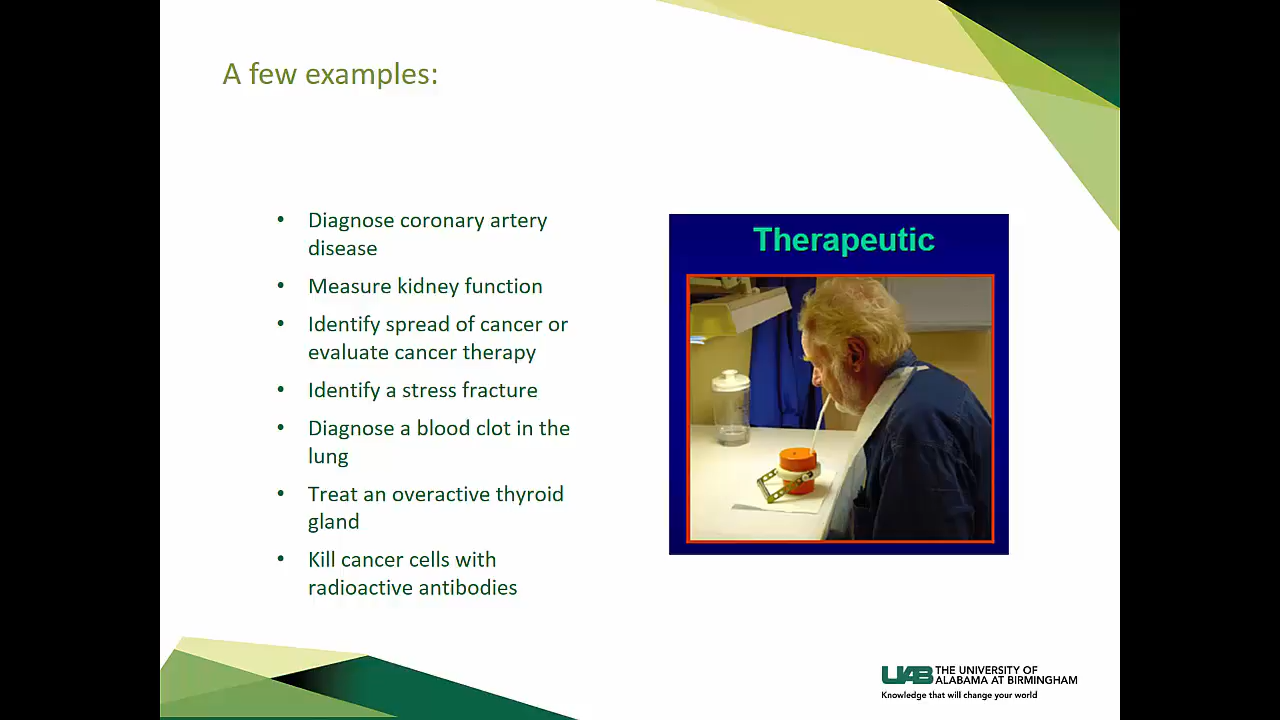 A few examples:
• Diagnose coronary artery
disease
• Measure kidney function
• Identify spread of cancer or
evaluate cancer therapy
• Identify a stress fracture
• Diagnose a blood clot in the
lung
• Treat an overactive thyroid
gland
• Kill cancer cells with
radioactive antibodies
Therapeutic
UAB THE UNIVERSITY OF
ALABAMA AT BIRMINGHAM
Knowledge that will change your world